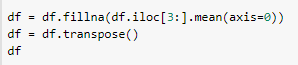 df = df.fillna(df.iloc[3:].mean(axis=0))
df = df.transpose()
df